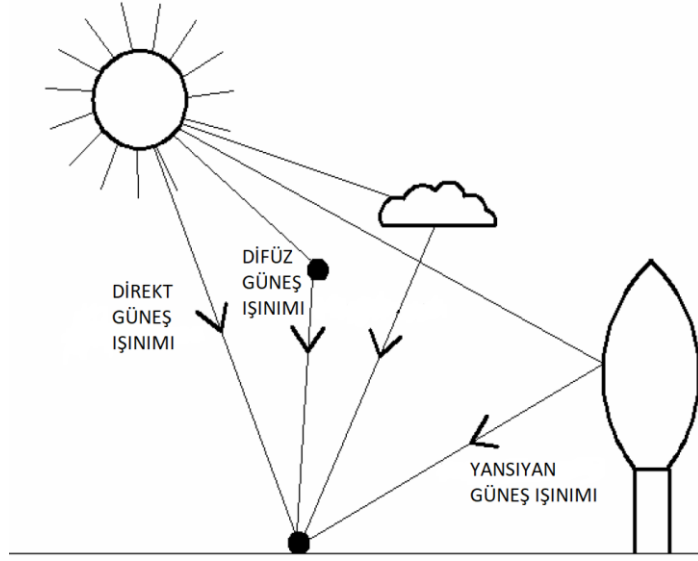 DİREKT
GÜNEŞ
IŞINIMI
DİFÜZ
GÜNEŞ
IŞINIMI
YANSIYAN
GÜNEŞ IŞINIMI